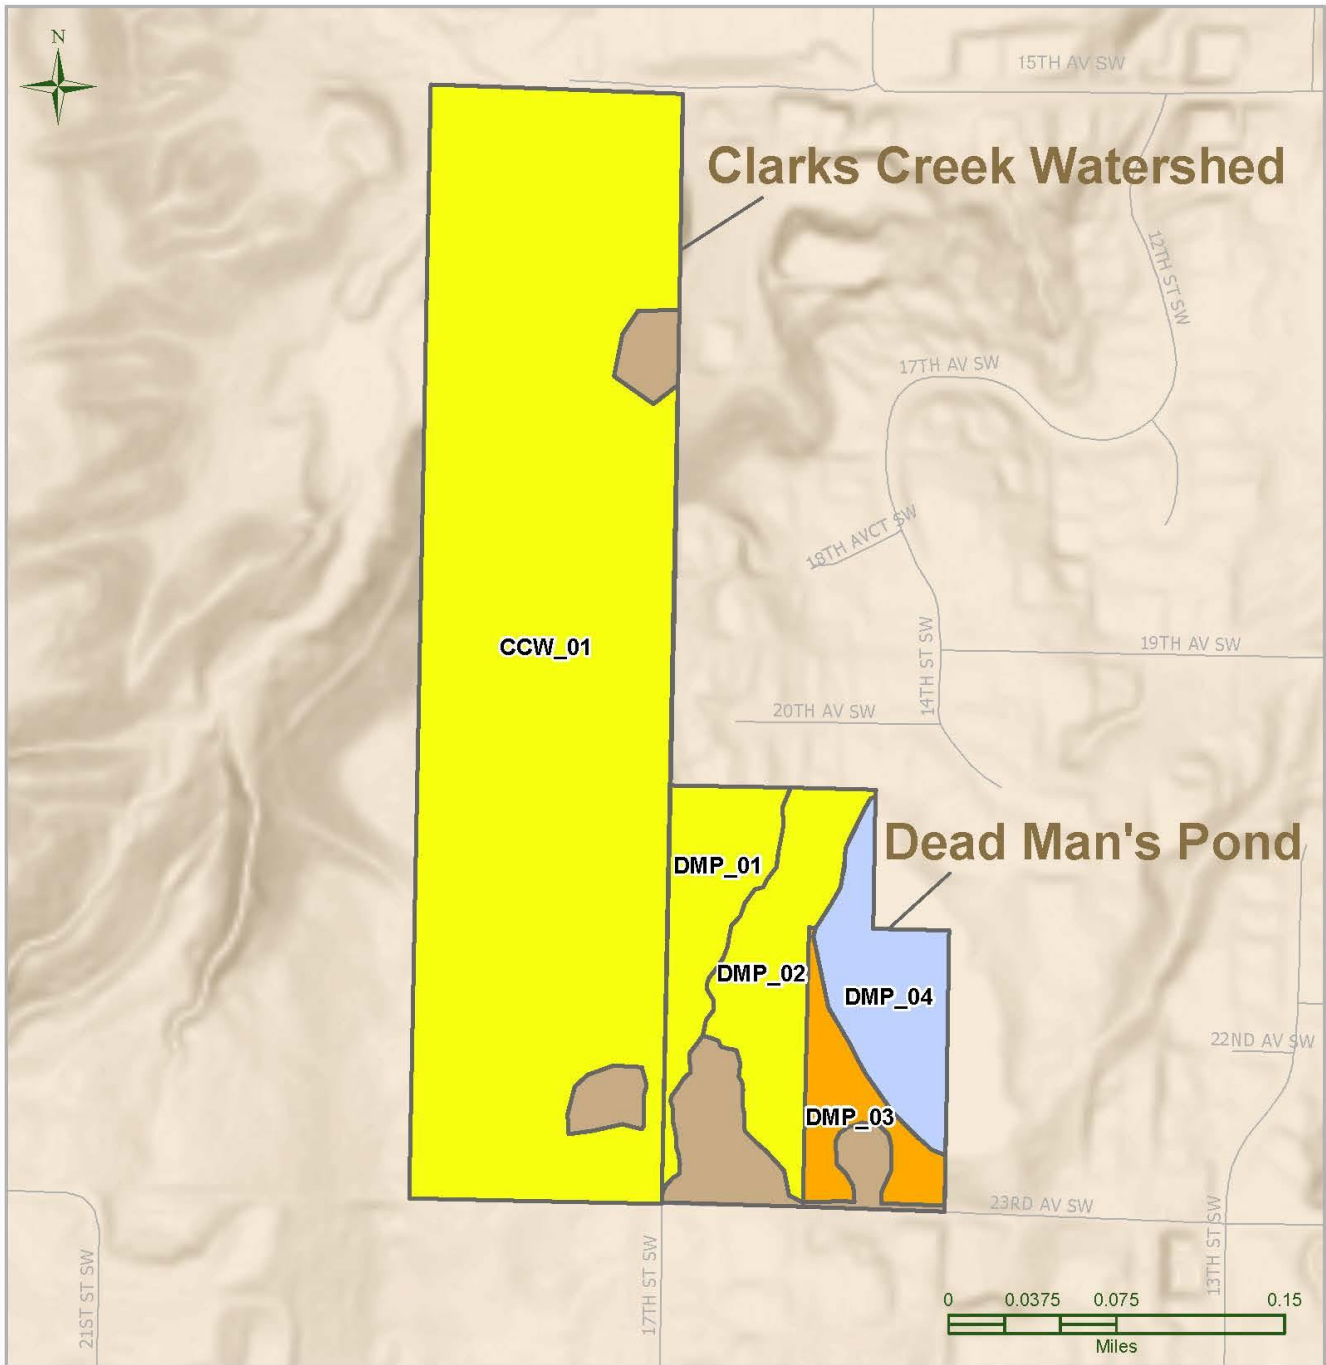 N
15TH AV SW
Clarks Creek Watershed
12TH ST SW
17TH AV SW
18TH AVCT SW
CCW_01
14TH ST SW
19TH AV SW
20TH AV SW
Dead Man's Pond
DMP_01
DMP_02
DMP_04
22ND AV SW
DMP_03
23RD AV SW
21ST ST SW
17TH ST SW
13TH ST SW
0 0.0375 0.075 0.15
Miles